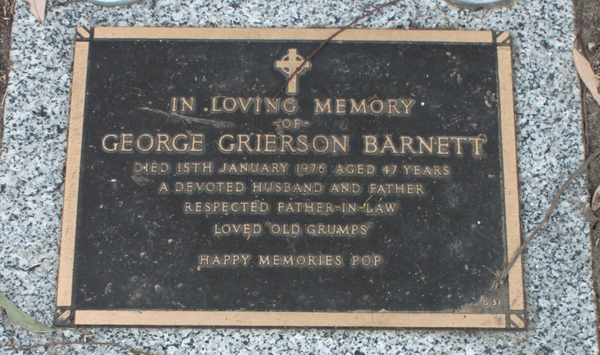 IN LOVING MEMORY
OF
GEORGE GRIERSON BARNETT
DIED 15TH JANUARY 1976 AGED 47 YEARS
A DEVOTED HUSBAND AND FATHER
RESPECTED FATHER-IN-LAW
LOVED OLD GRUMPS
HAPPY MEMORIES POP